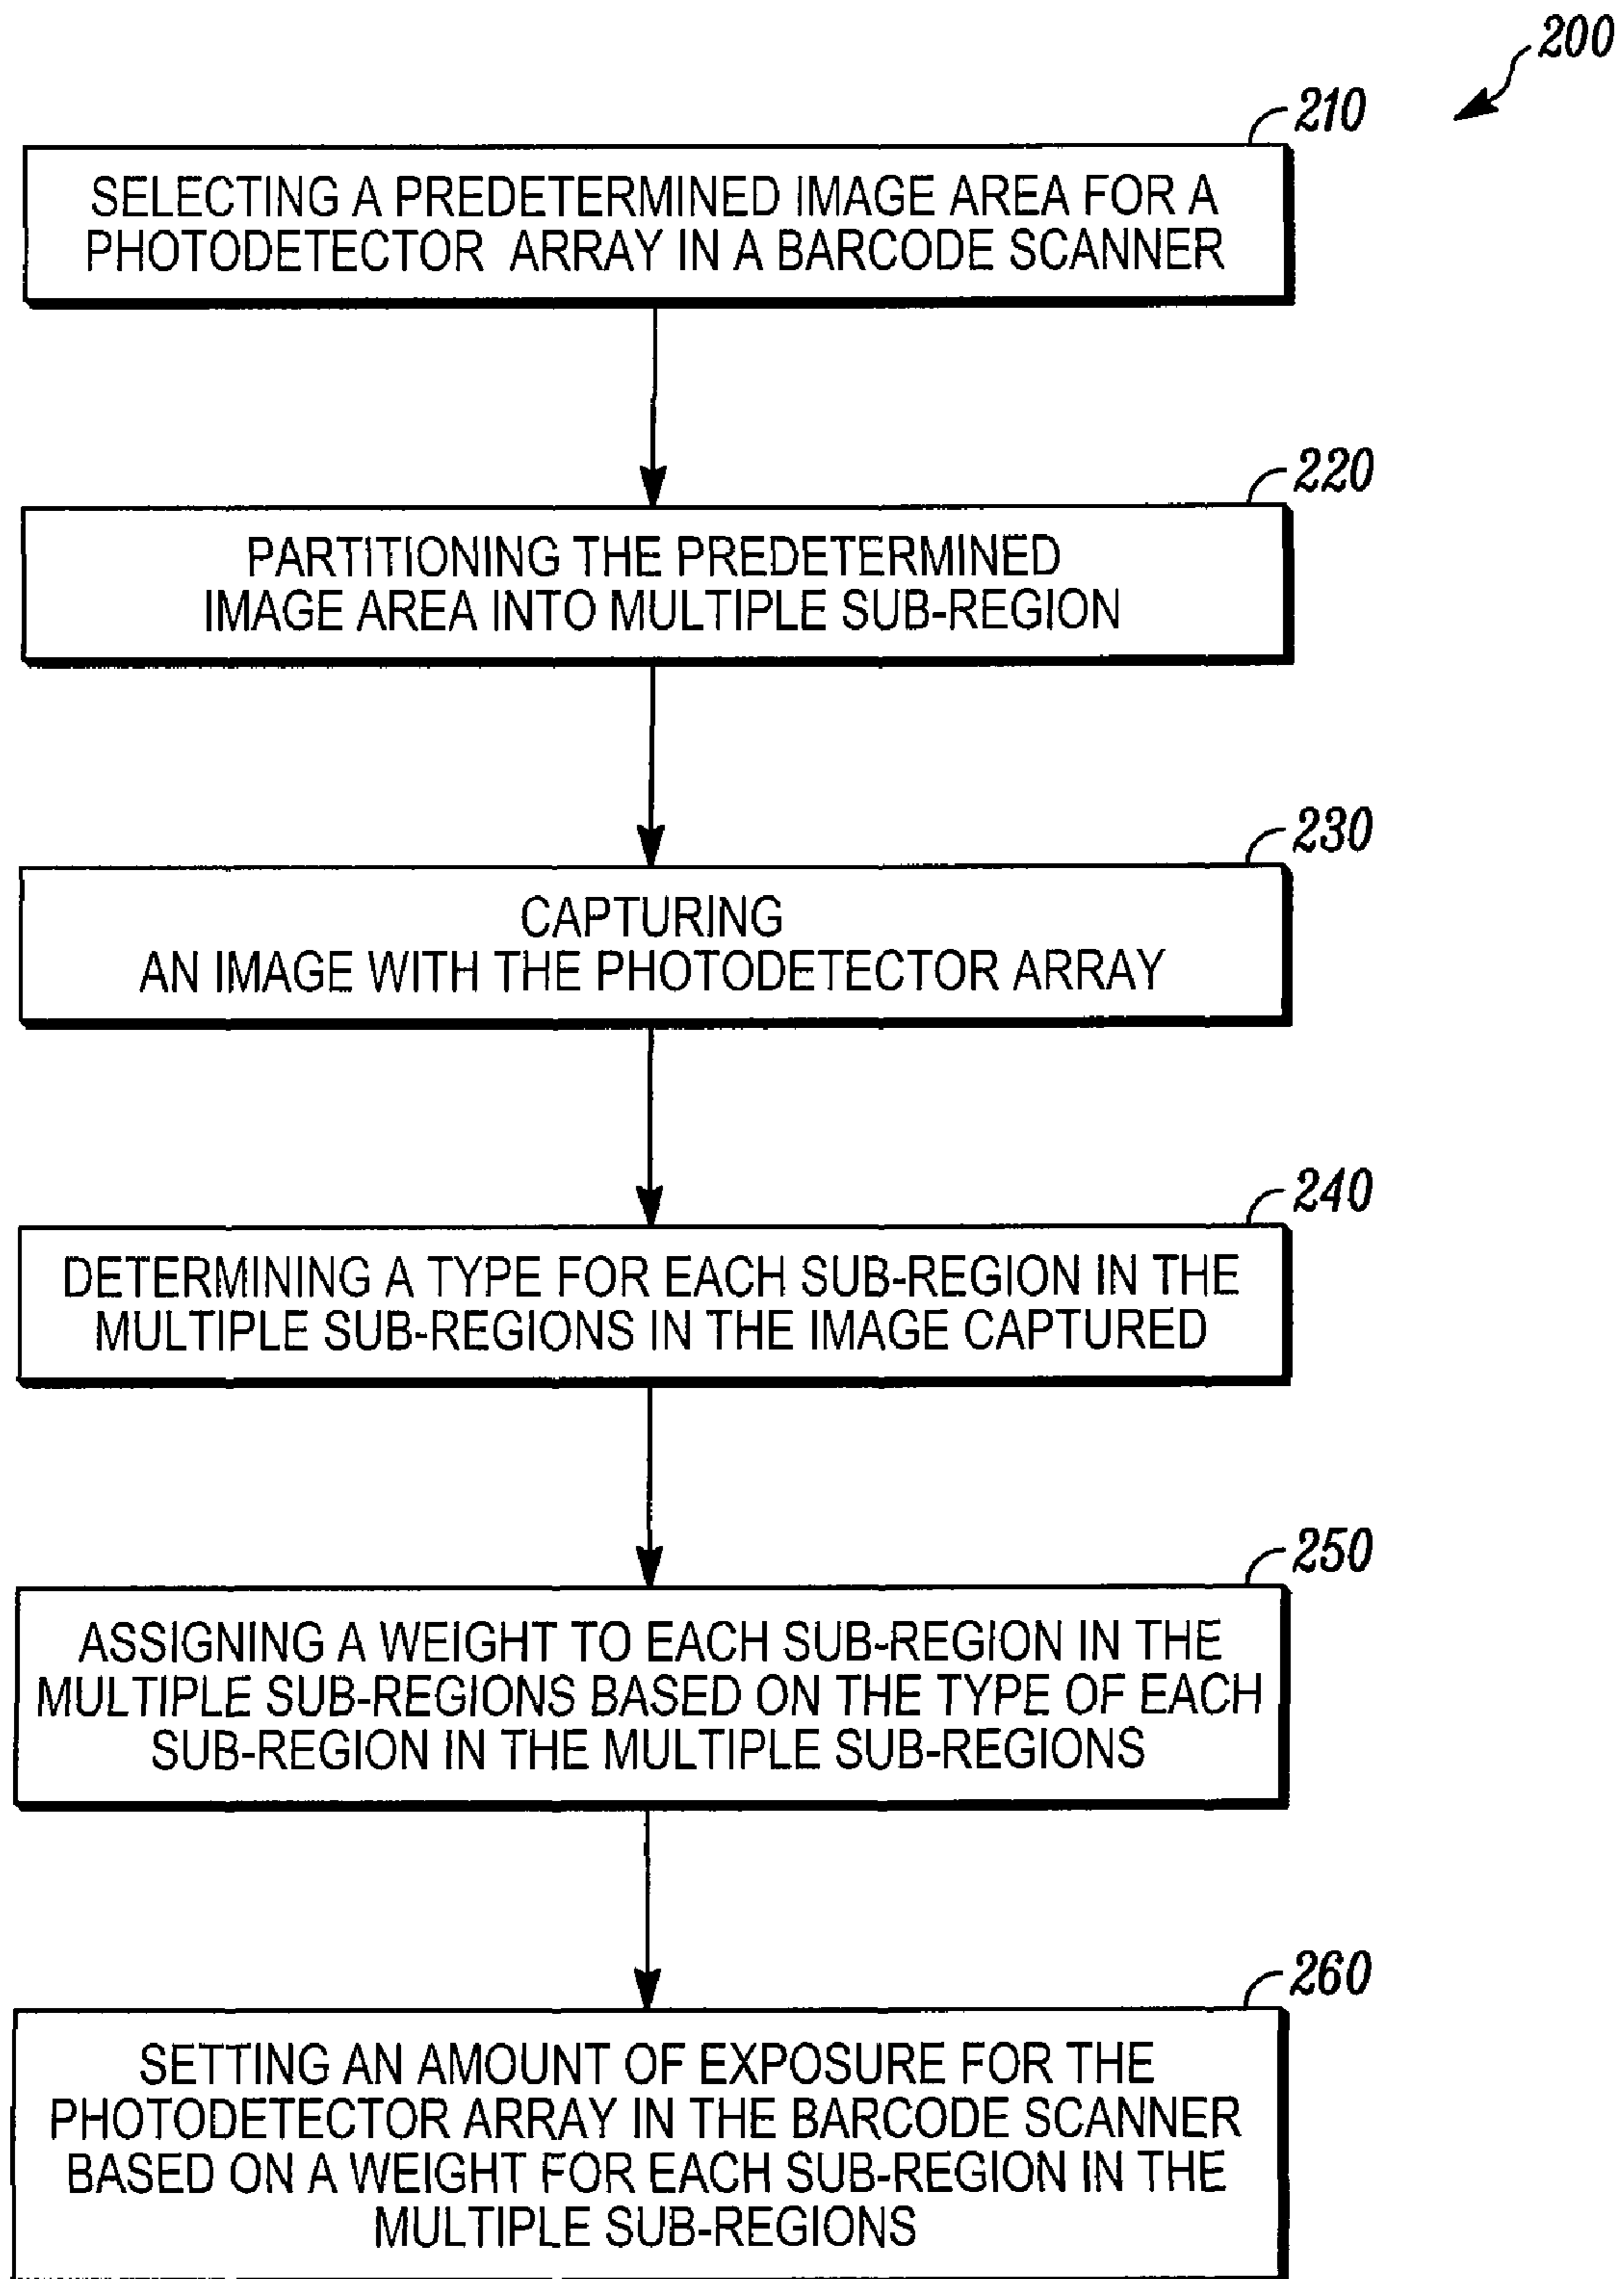 200
210
SELECTING A PREDETERMINED IMAGE AREA FOR A
PHOTODETECTOR ARRAY IN A BARCODE SCANNER
220
PARTITIONING THE PREDETERMINED
IMAGE AREA INTO MULTIPLE SUB-REGION
230
CAPTURING
AN IMAGE WITH THE PHOTODETECTOR ARRAY
240
DETERMINING A TYPE FOR EACH SUB-REGION IN THE
MULTIPLE SUB-REGIONS IN THE IMAGE CAPTURED
250
ASSIGNING A WEIGHT TO EACH SUB-REGION IN THE
MULTIPLE SUB-REGIONS BASED ON THE TYPE OF EACH
SUB-REGION IN THE MULTIPLE SUB-REGIONS
260
SETTING AN AMOUNT OF EXPOSURE FOR THE
PHOTODETECTOR ARRAY IN THE BARCODE SCANNER
BASED ON A WEIGHT FOR EACH SUB-REGION IN THE
MULTIPLE SUB-REGIONS